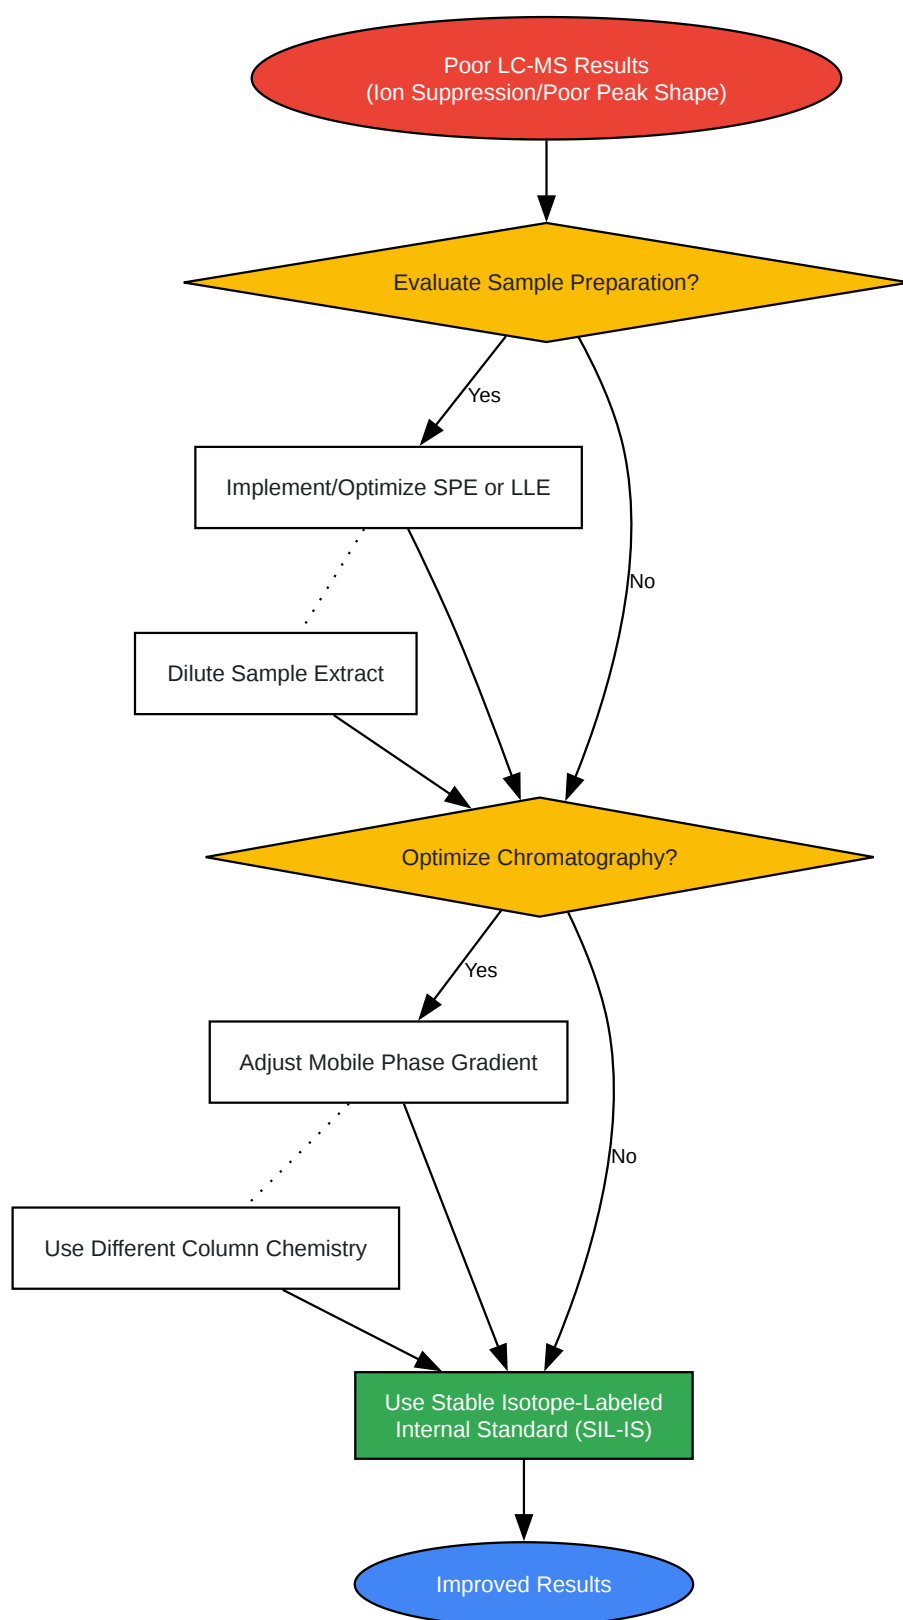 Poor LC-MS Results
(Ion Suppression/Poor Peak Shape)
Evaluate Sample Preparation?
Yes
Implement/Optimize SPE or LLE
No
Dilute Sample Extract
Optimize Chromatography?
Yes
Adjust Mobile Phase Gradient
No
Use Different Column Chemistry
Use Stable Isotope-Labeled
Internal Standard (SIL-IS)
Improved Results